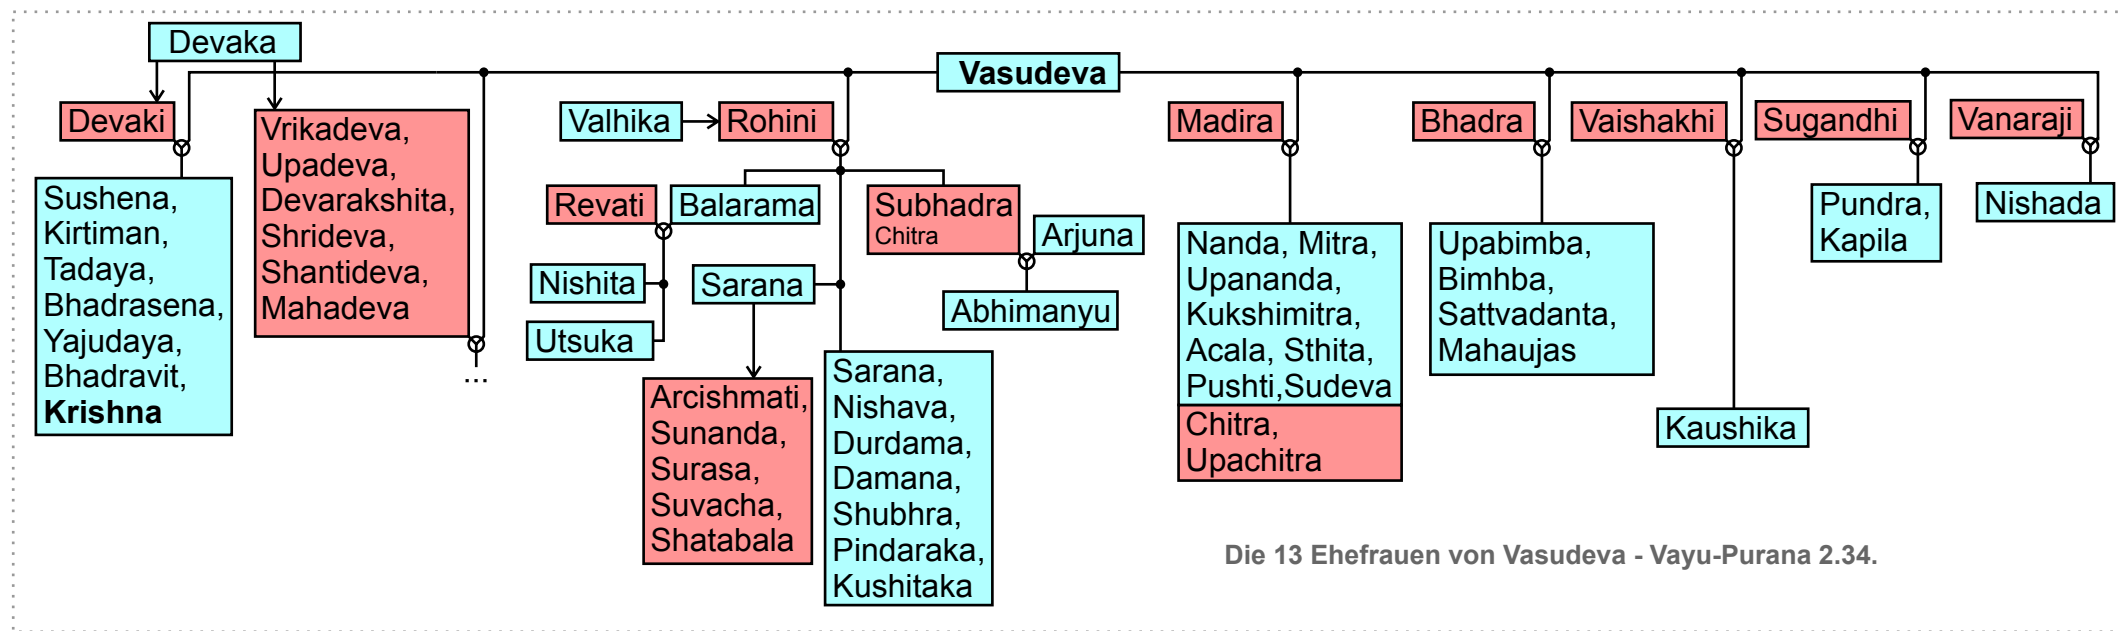 Devaka
Vasudeva
Devaki
Vrikadeva,
Upadeva,
Devarakshita,
Shrideva,
Shantideva,
Mahadeva
...
Valhika
Rohini
Madira
Bhadra
Vaishakhi
Sugandhi
Vanaraji
Sushena,
Kirtiman,
Tadaya,
Bhadrasena,
Yajudaya,
Bhadravit,
Krishna
Revati
Balarama
Subhadra
Chitra
Arjuna
Nishita
Utsuka
Sarana
Abhimanyu
Arcishmati,
Sunanda,
Surasa,
Suvacha,
Shatabala
Sarana,
Nishava,
Durdama,
Damana,
Shubhra,
Pindaraka,
Kushitaka
Nanda, Mitra,
Upananda,
Kukshimitra,
Acala, Sthita,
Pushti,Sudeva
Chitra,
Upachitra
Upabimba,
Bimhba,
Sattvadanta,
Mahaujas
Kaushika
Pundra,
Kapila
Nishada
Die 13 Ehefrauen von Vasudeva - Vayu-Purana 2.34.